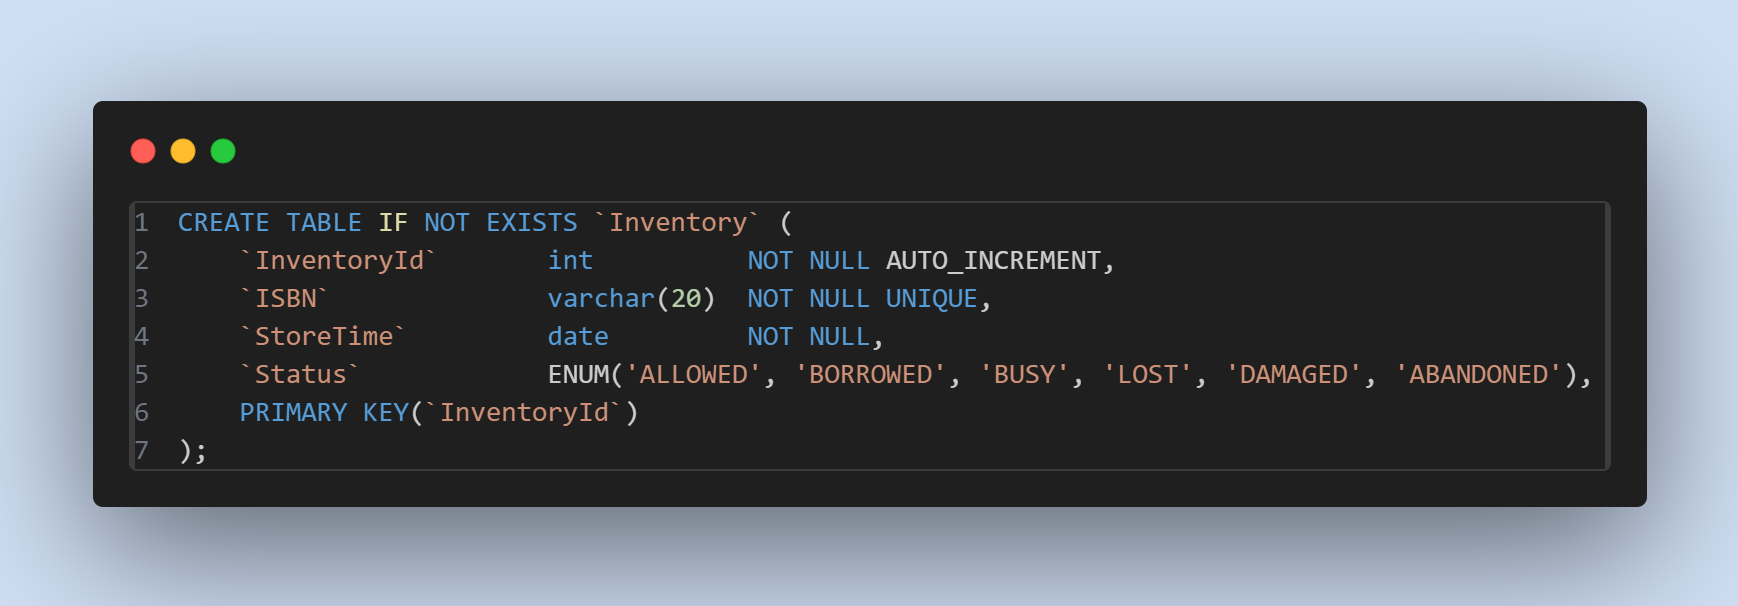 1 CREATE TABLE IF NOT EXISTS `Inventory` (
2     `InventoryId`       int          NOT NULL AUTO_INCREMENT,
3     `ISBN`              varchar(20)  NOT NULL UNIQUE,
4     `StoreTime`         date         NOT NULL,
5     `Status`            ENUM('ALLOWED', 'BORROWED', 'BUSY', 'LOST', 'DAMAGED', 'ABANDONED'),
6     PRIMARY KEY(`InventoryId`)
7 );